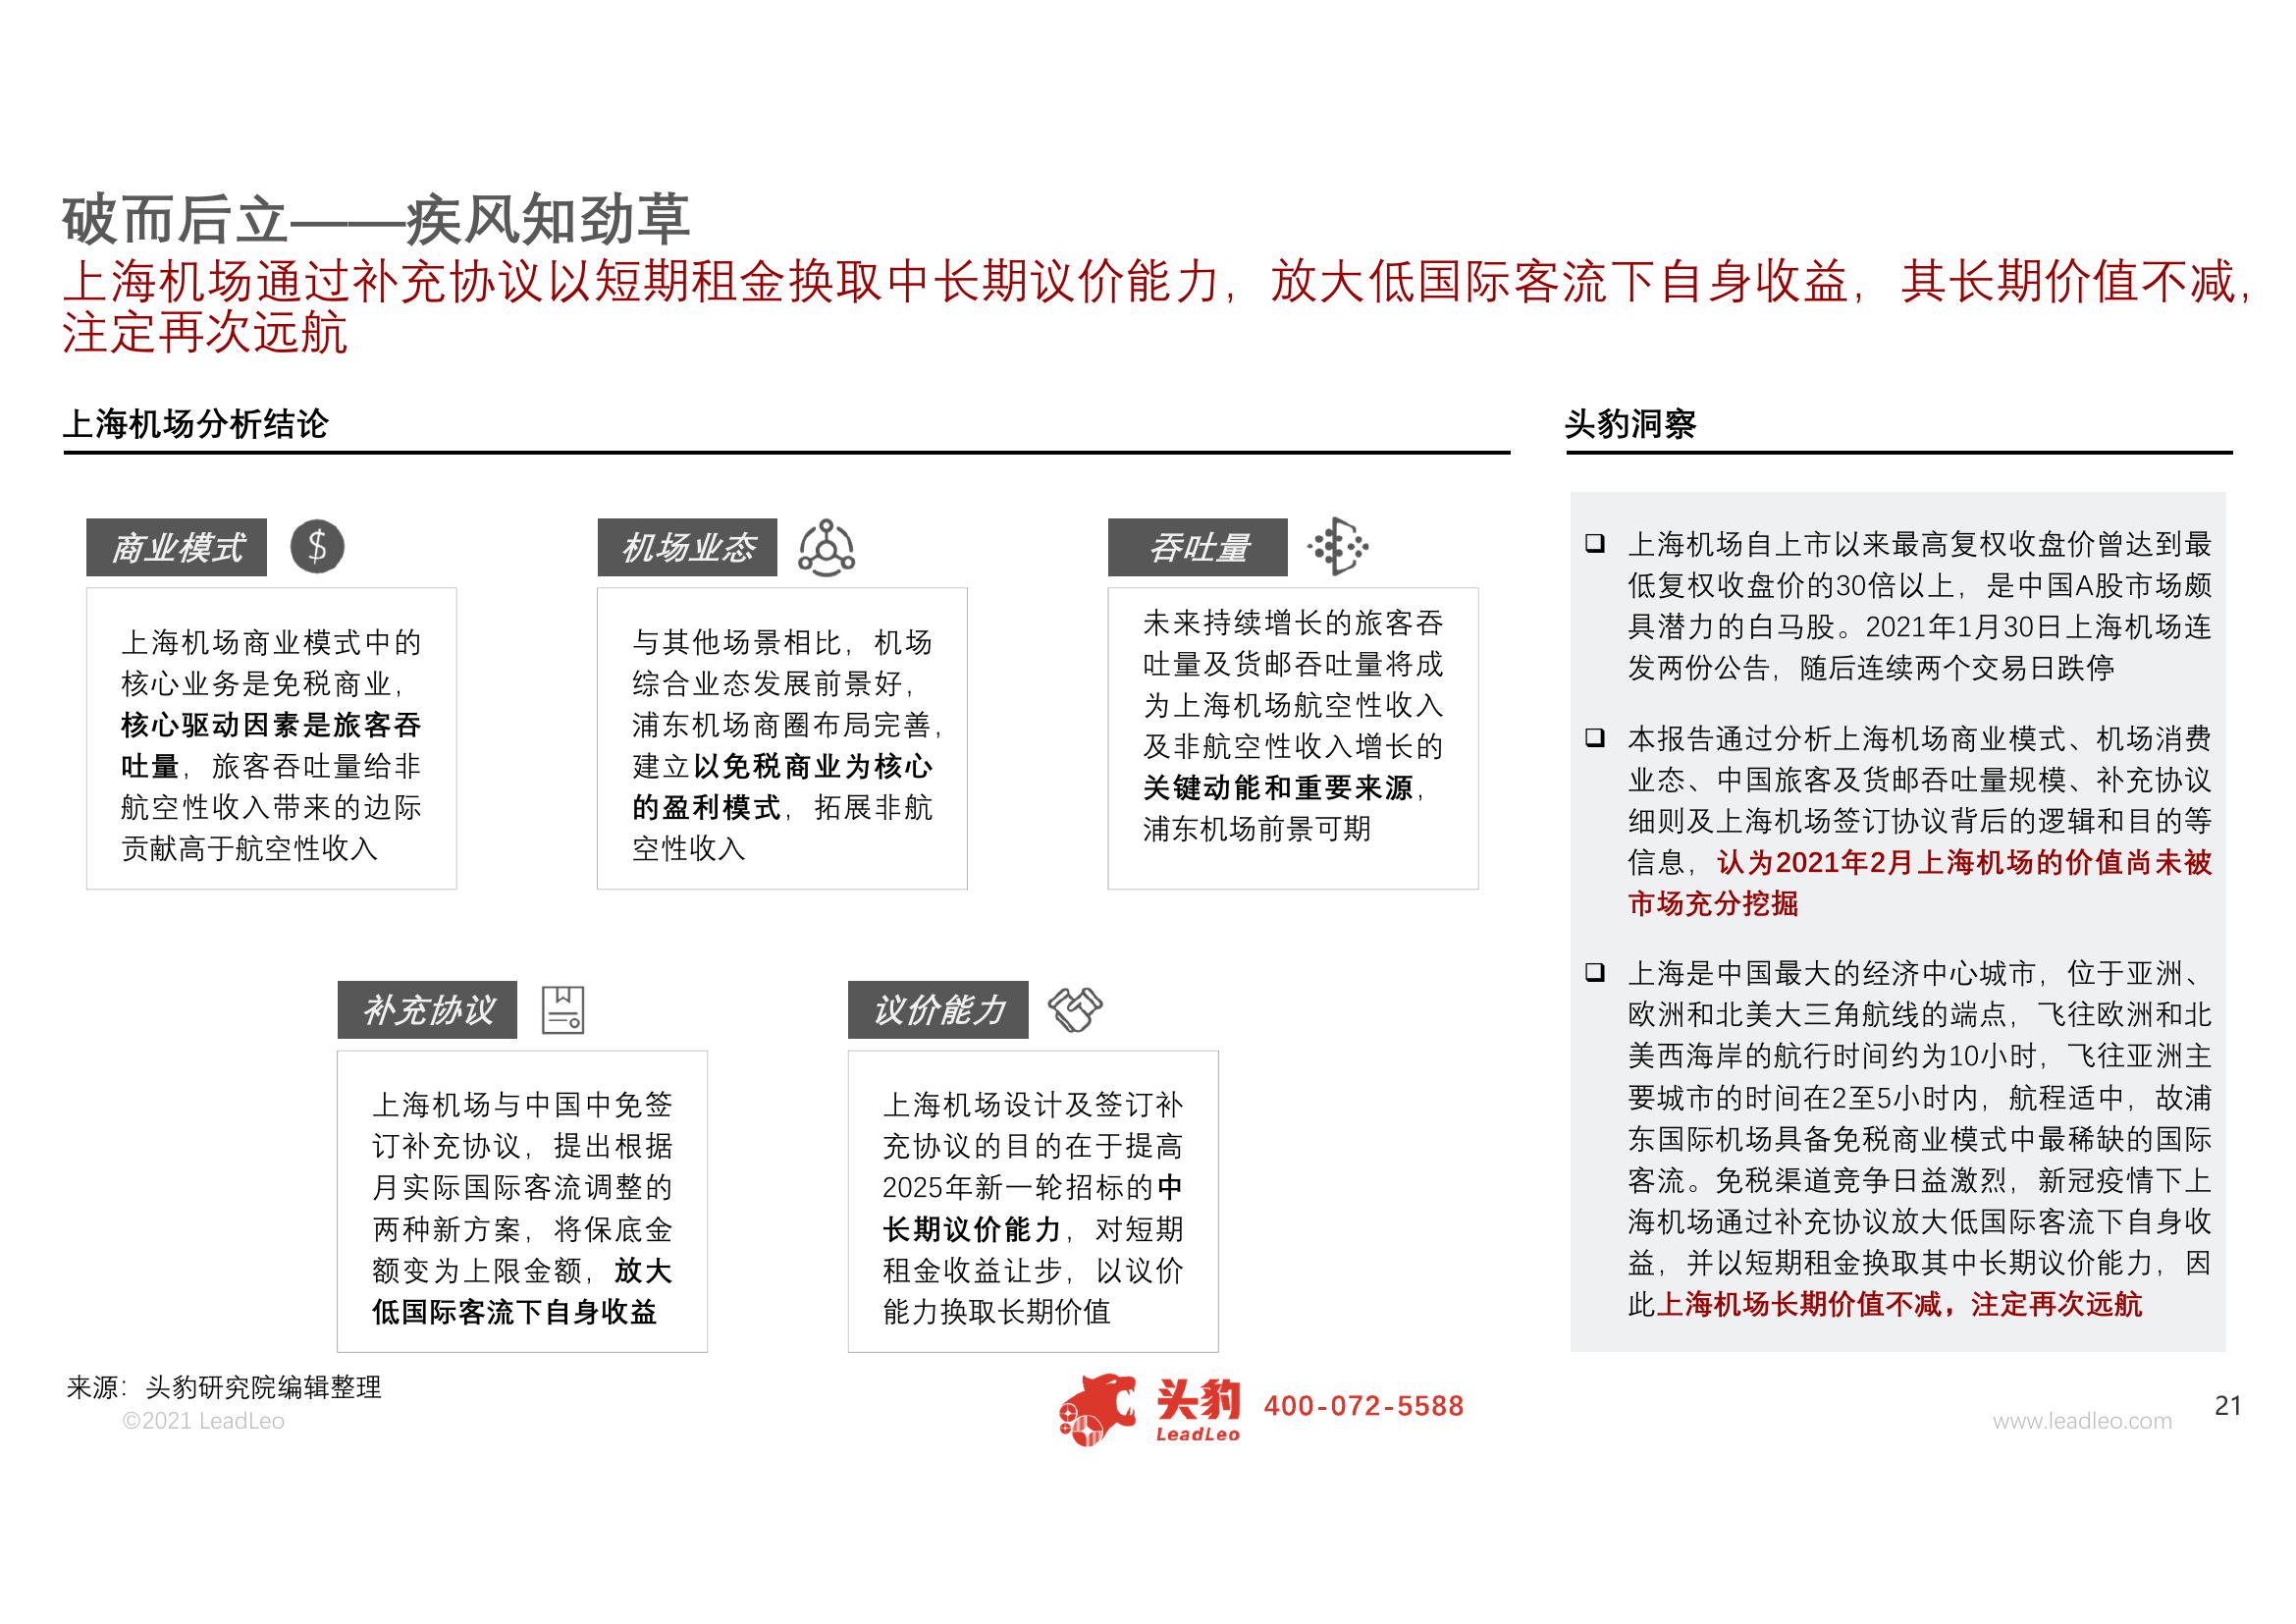 破而后立——疾风知劲草
上海机场通过补充协议以短期租金换取中长期议价能力，放大低国际客流下自身收益，其长期价值不减，
注定再次远航
上海机场分析结论
商业模式
上海机场商业模式中的
核心业务是免税商业，
核心驱动因素是旅客吞
吐量，旅客吞吐量给非
航空性收入带来的边际
贡献高于航空性收入
机场业态
与其他场景相比，机场
综合业态发展前景好，
浦东机场商圈布局完善，
建立以免税商业为核心
的盈利模式，拓展非航
空性收入
吞吐量
未来持续增长的旅客吞
吐量及货邮吞吐量将成
为上海机场航空性收入
及非航空性收入增长的
关键动能和重要来源，
浦东机场前景可期
补充协议
上海机场与中国中免签
订补充协议，提出根据
月实际国际客流调整的
两种新方案，将保底金
额变为上限金额，放大
低国际客流下自身收益
议价能力
上海机场设计及签订补
充协议的目的在于提高
2025年新一轮招标的中
长期议价能力，对短期
租金收益让步，以议价
能力换取长期价值
头豹洞察
❑ 上海机场自上市以来最高复权收盘价曾达到最
低复权收盘价的30倍以上，是中国A股市场颇
具潜力的白马股。2021年1月30日上海机场连
发两份公告，随后连续两个交易日跌停
❑ 本报告通过分析上海机场商业模式、机场消费
业态、中国旅客及货邮吞吐量规模、补充协议
细则及上海机场签订协议背后的逻辑和目的等
信息，认为2021年2月上海机场的价值尚未被
市场充分挖掘
❑ 上海是中国最大的经济中心城市，位于亚洲、
欧洲和北美大三角航线的端点，飞往欧洲和北
美西海岸的航行时间约为10小时，飞往亚洲主
要城市的时间在2至5小时内，航程适中，故浦
东国际机场具备免税商业模式中最稀缺的国际
客流。免税渠道竞争日益激烈，新冠疫情下上
海机场通过补充协议放大低国际客流下自身收
益，并以短期租金换取其中长期议价能力，因
此上海机场长期价值不减，注定再次远航
来源：头豹研究院编辑整理
©2021 LeadLeo
头豹
LeadLeo
400-072-5588
www.leadleo.com
21